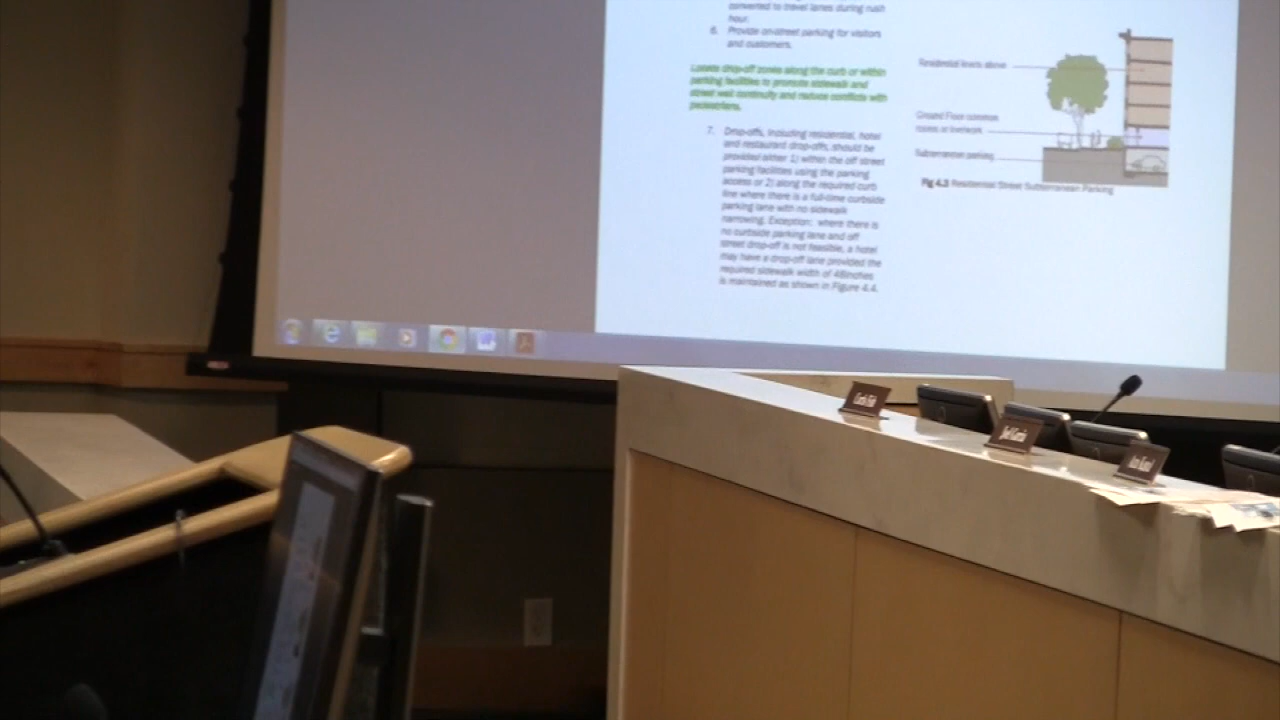 converted to travel lanes during rush
hour.
6. Provide on-street parking for visitors
and customers.
Locate drop-off zones along the curb or within
parking facilities to promote sidewalk and
street wall continuity and reduce conflicts with
pedestrians.
7. Drop-offs, including residential, hotel
and restaurant drop-offs, should be
provided either 1) within the off street
parking facilities using the parking
access or 2) along the required curb
line where there is a full-time curbside
parking lane with no sidewalk
narrowing. Exception: where there is
no curbside parking lane and off
street drop-off is not feasible, a hotel
may have a drop-off lane provided the
required sidewalk width of 48inches
is maintained as shown in Figure 4.4.
Residential levels above
Ground Floor common
rooms or
Subterranean parking
Fig 4.3 Residential Street Subterranean Parking